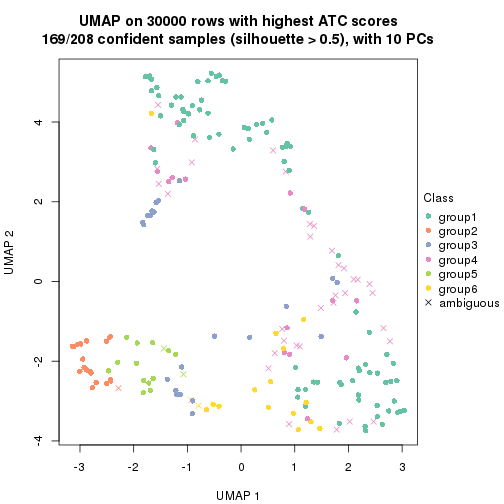 UMAP on 30000 rows with highest ATC scores
169/208 confident samples (silhouette > 0.5), with 10 PCs
4
2
0
-2
-4
UMAP 2
-3
-2
-1
0
1
2
3
UMAP 1
Class
group1
group2
group3
group4
group5
group6
ambiguous